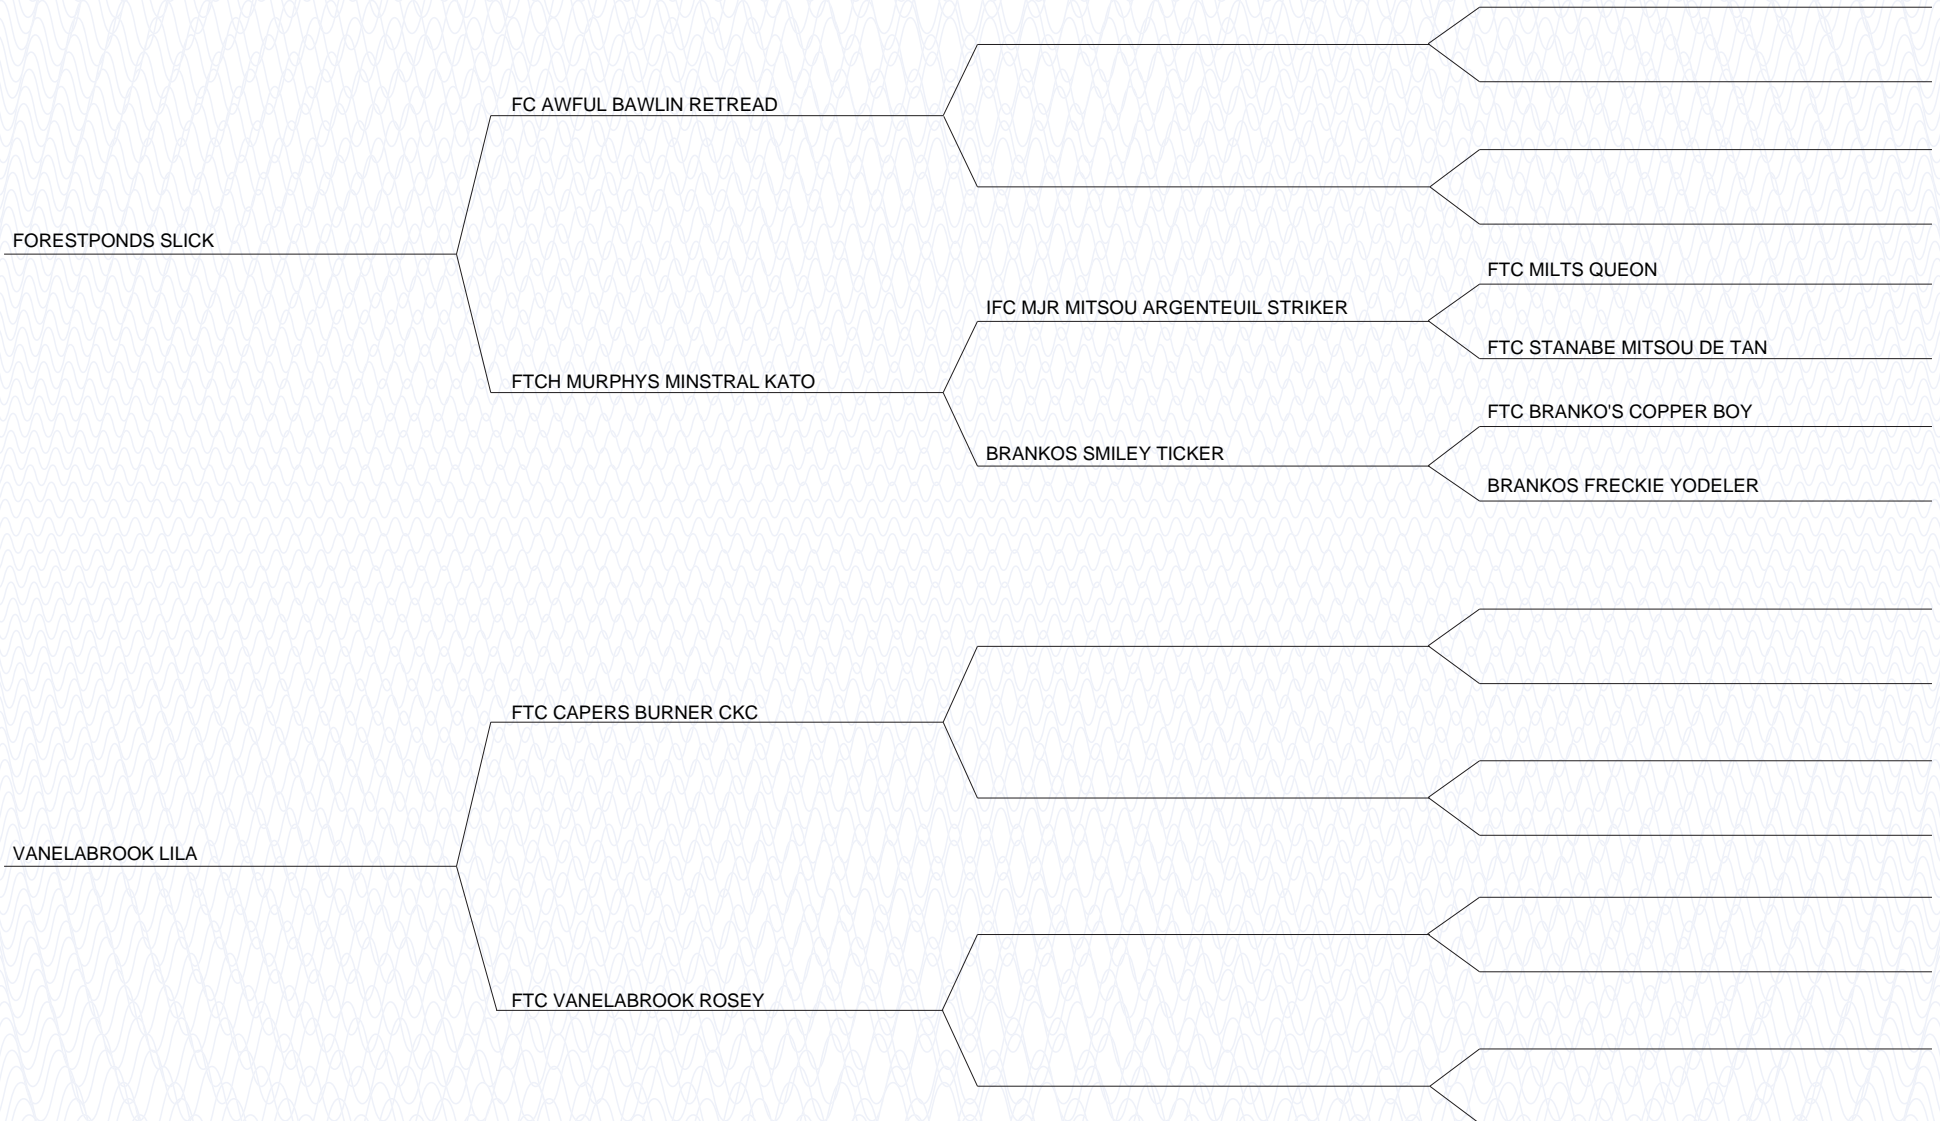 FC AWFUL BAWLIN RETREAD
FORESTPONDS SLICK
FTC MILTS QUEON
IFC MJR MITSOU ARGENTEUIL STRIKER
FTC STANABE MITSOU DE TAN
FTCH MURPHYS MINSTRAL KATO
FTC BRANKO'S COPPER BOY
BRANKOS SMILEY TICKER
BRANKOS FRECKIE YODELER
FTC CAPERS BURNER CKC
VANELABROOK LILA
FTC VANELABROOK ROSEY